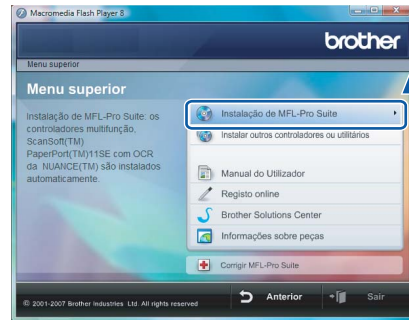 Macromedia Flash Player 8
brother
Menu superior
Menu superior
Instalação de MFL-Pro Suite: os
controladores multifunção,
ScanSoft(TM)
PaperPort(TM)11SE com OCR
da NUANCE(TM) são instalados
automaticamente.
Instalação de MFL-Pro Suite
Instalar outros controladores ou utilitários
Manual do Utilizador
Registo online
Brother Solutions Center
Informações sobre peças
Corrigir MFL-Pro Suite
© 2001-2007 Brother Industries Ltd. All rights reserved
Anterior
Sair